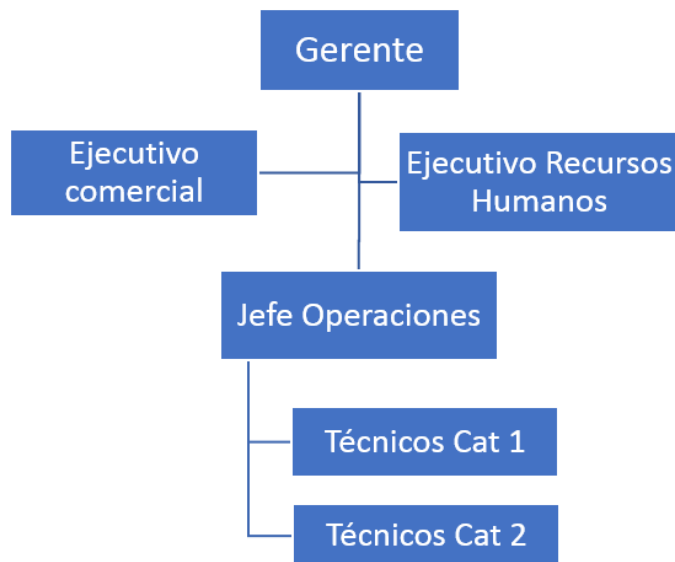 Gerente
Ejecutivo
comercial
Ejecutivo Recursos
Humanos
Jefe Operaciones
Técnicos Cat 1
Técnicos Cat 2